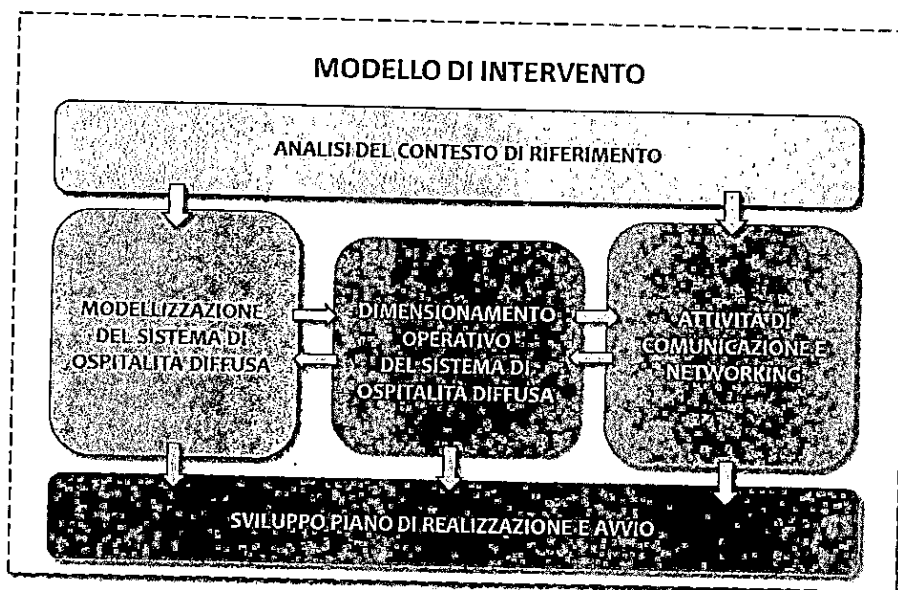 MODELLO DI INTERVENTO
ANALISI DEL CONTESTO DI RIFERIMENTO
MODELLIZZAZIONE
DEL SISTEMA DI
OSPITALITÀ DIFFUSA
DIMENSIONAMENTO
OPERATIVO
DEL SISTEMA DI
OSPITALITÀ DIFFUSA
ATTIVITÀ DI
COMUNICAZIONE E
NETWORKING
SVILUPPO PIANO DI REALIZZAZIONE E AVVIO